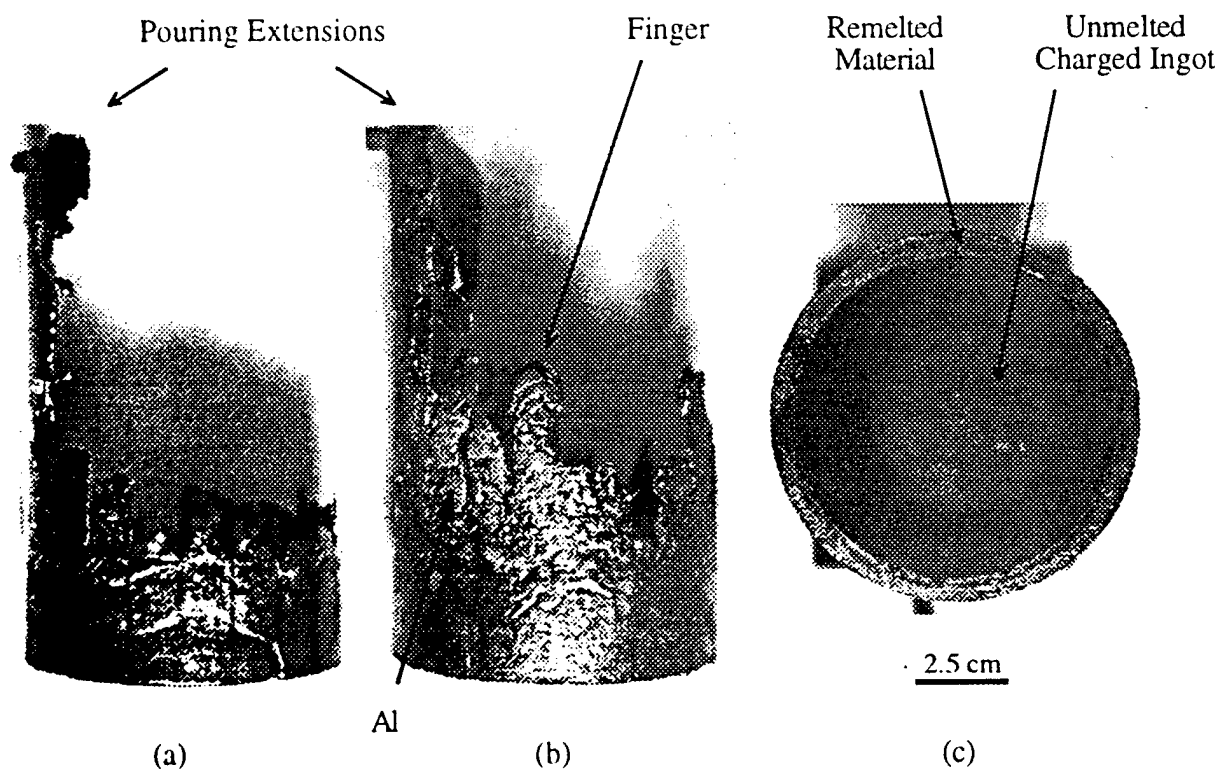 Pouring Extensions
Finger
Remelted
Material
Unmelted
Charged Ingot
2.5 cm
Al
(a)
(b)
(c)